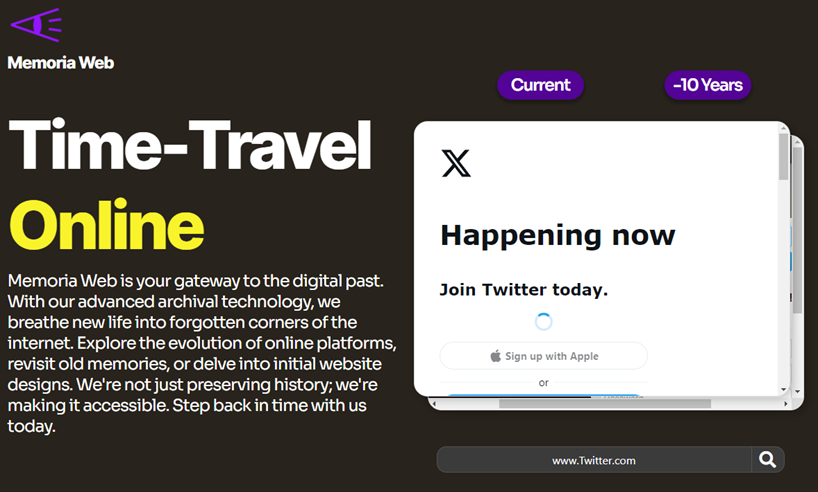 Memoria Web
Current
-10 Years
Time-Travel
Online
Memoria Web is your gateway to the digital past.
With our advanced archival technology, we
breathe new life into forgotten corners of the
internet. Explore the evolution of online platforms,
revisit old memories, or delve into initial website
designs. We're not just preserving history; we're
making it accessible. Step back in time with us
today.
Happening now
Join Twitter today.
Sign up with Apple
or
www.Twitter.com